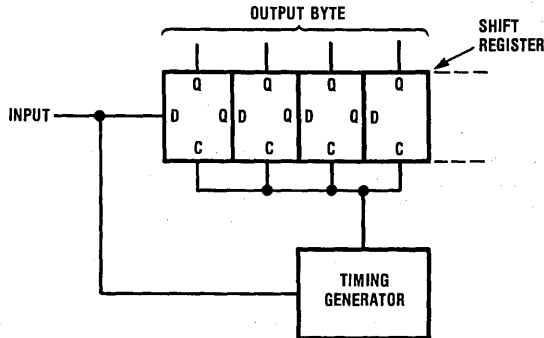 OUTPUT BYTE
SHIFT
REGISTER
Q Q Q Q
INPUT
D Q D Q D Q D
C C C C
TIMING
GENERATOR